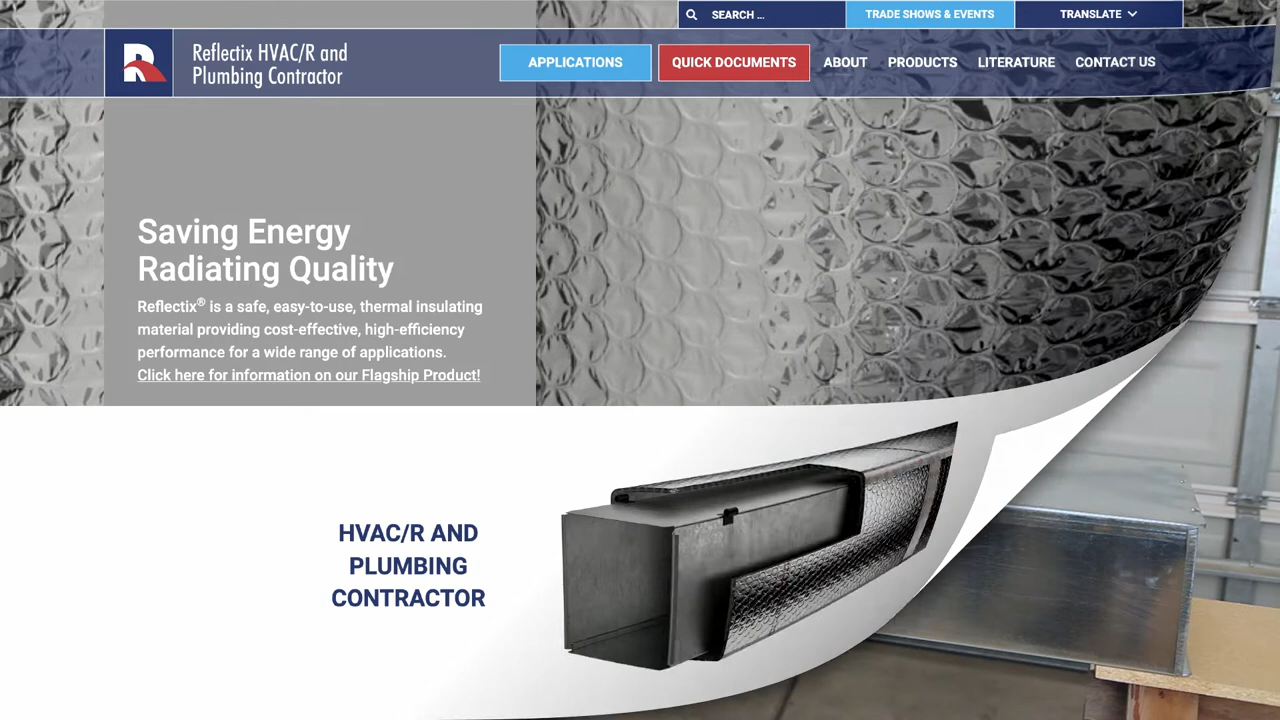 SEARCH ...
TRADE SHOWS & EVENTS
TRANSLATE
R
Reflectix HVAC/R and
Plumbing Contractor
APPLICATIONS
QUICK DOCUMENTS
ABOUT
PRODUCTS
LITERATURE
CONTACT US
Saving Energy
Radiating Quality
Reflectix® is a safe, easy-to-use, thermal insulating
material providing cost-effective, high-efficiency
performance for a wide range of applications.
Click here for information on our Flagship Product!
HVAC/R AND
PLUMBING
CONTRACTOR